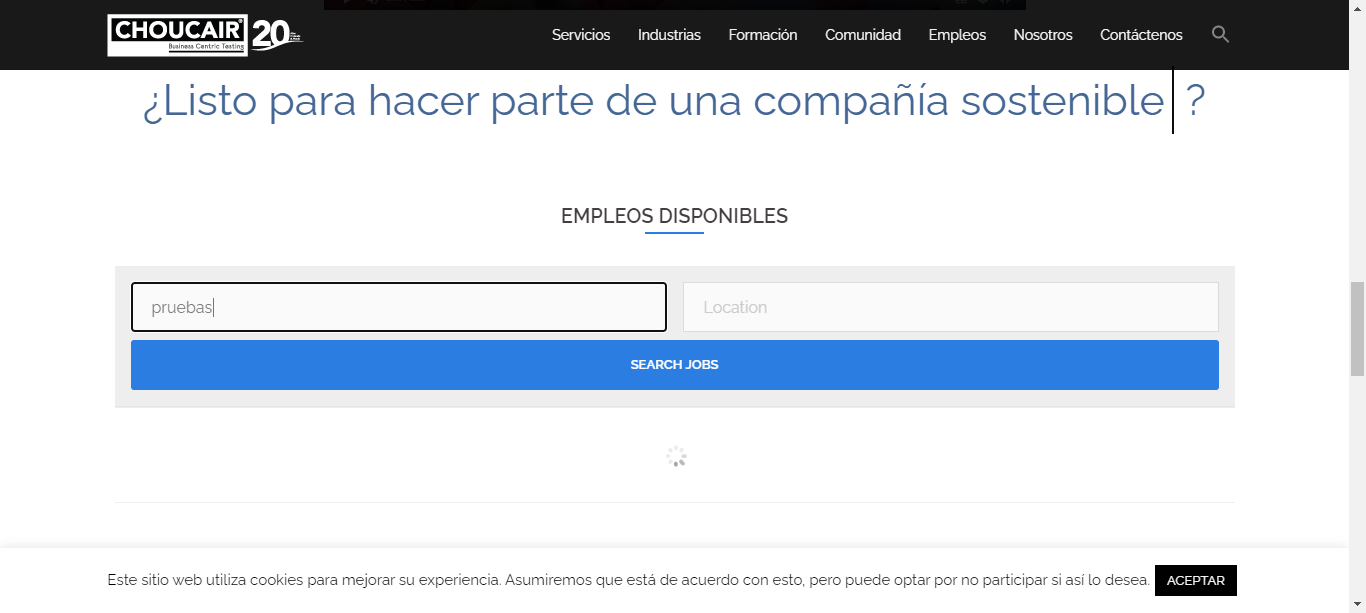 CHOUCAIR® 20
Business Centric Testing
Servicios Industrias Formación Comunidad Empleos Nosotros Contáctenos
¿Listo para hacer parte de una compañía sostenible ?
EMPLEOS DISPONIBLES
pruebas
Location
SEARCH JOBS
Este sitio web utiliza cookies para mejorar su experiencia. Asumiremos que está de acuerdo con esto, pero puede optar por no participar si así lo desea. ACEPTAR